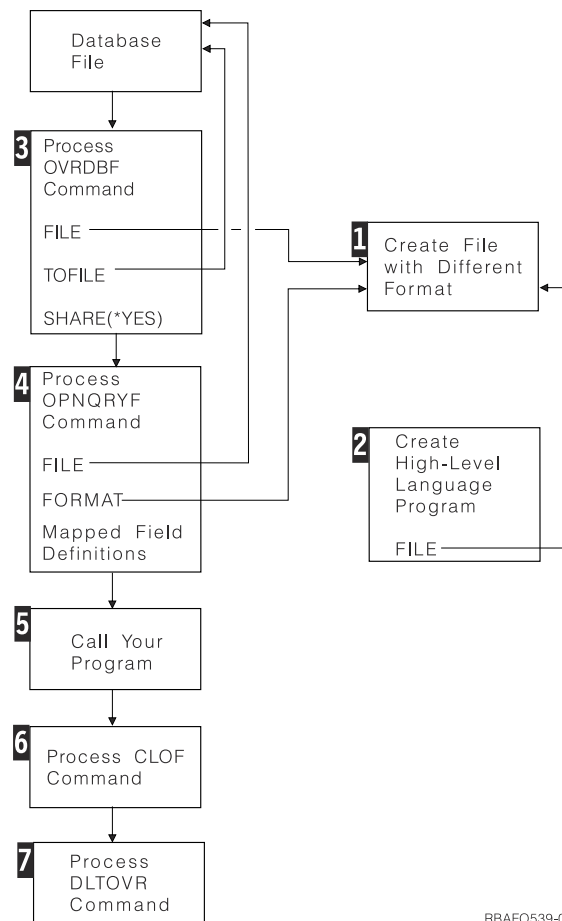 Database
File
3
Process
OVRDBF
Command
FILE
TOFILE
SHARE(*YES)
1
Create File
with Different
Format
4
Process
OPNQRYF
Command
FILE
FORMAT
Mapped Field
Definitions
2
Create
High-Level
Language
Program
FILE
5
Call Your
Program
6
Process CLOF
Command
7
Process
DLTOVR
Command